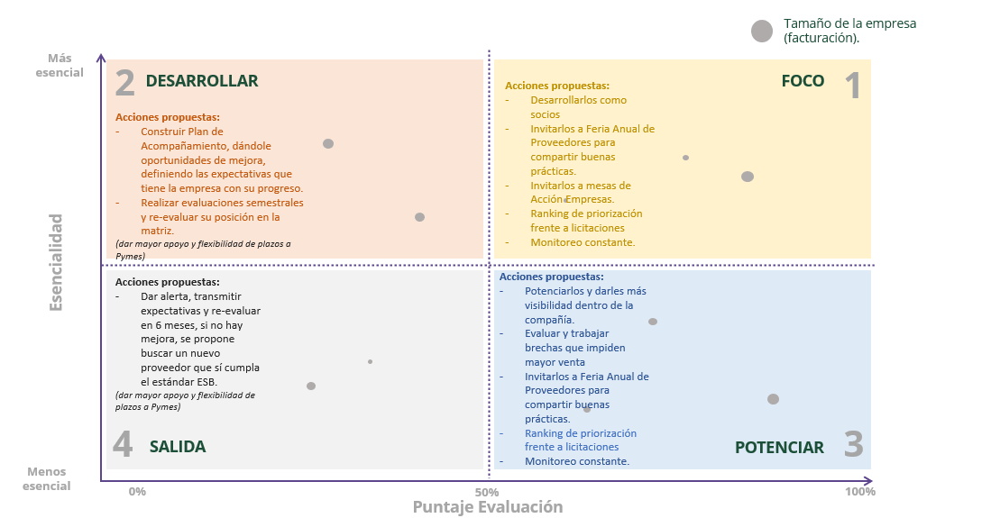 Tamaño de la empresa
(facturación).
Más
esencial
2 DESARROLLAR
Acciones propuestas:
- Construir Plan de
Acompañamiento, dándole
oportunidades de mejora,
definiendo las expectativas que
tiene la empresa con su progreso.
- Realizar evaluaciones semestrales
y re-evaluar su posición en la
matriz.
(dar mayor apoyo y flexibilidad de plazos a
Pymes)
FOCO 1
Acciones propuestas:
- Desarrollarlos como
socios
- Invitarlos a Feria Anual de
Proveedores para
compartir buenas
prácticas.
- Invitarlos a mesas de
Acción Empresas.
- Ranking de priorización
frente a licitaciones
- Monitoreo constante.
Esencialidad
Acciones propuestas:
- Dar alerta, transmitir
expectativas y re-evaluar
en 6 meses, si no hay
mejora, se propone
buscar un nuevo
proveedor que sí cumpla
el estándar ESB.
(dar mayor apoyo y flexibilidad de
plazos a Pymes)
4 SALIDA
Acciones propuestas:
- Potenciarlos y darles más
visibilidad dentro de la
compañía.
- Evaluar y trabajar
brechas que impiden
mayor venta
- Invitarlos a Feria Anual de
Proveedores para
compartir buenas
prácticas.
- Ranking de priorización
frente a licitaciones
- Monitoreo constante.
POTENCIAR 3
Menos
esencial
0% 50% 100%
Puntaje Evaluación